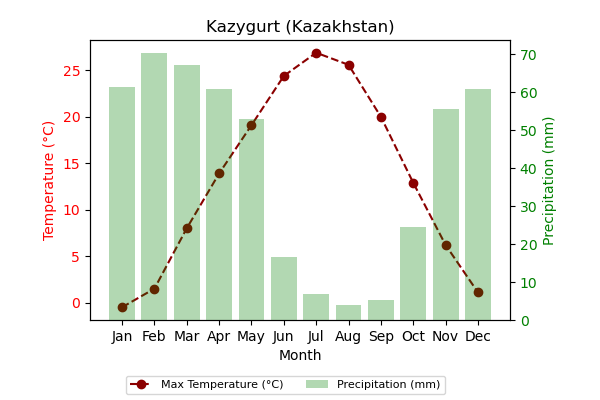 Kazygurt (Kazakhstan)
25
20
15
10
5
0
Temperature (°C)
70
60
50
40
30
20
10
0
Precipitation (mm)
Jan Feb Mar Apr May Jun Jul Aug Sep Oct Nov Dec
Month
Max Temperature (°C) Precipitation (mm)